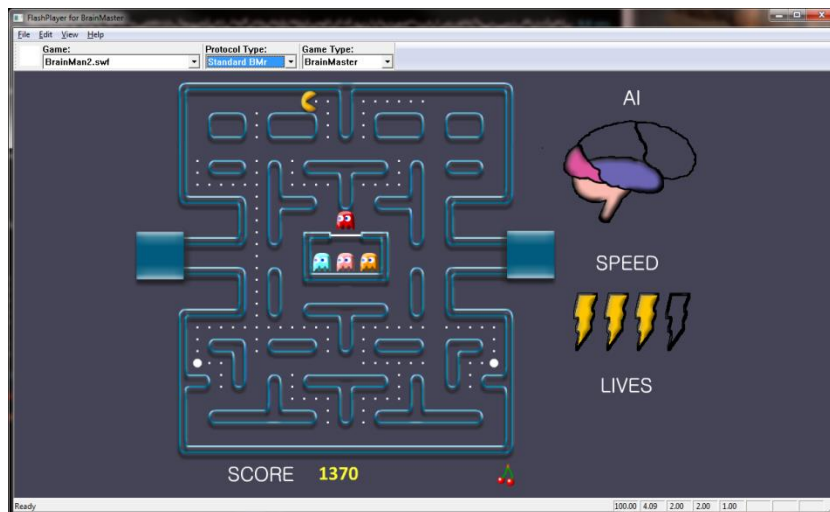 FlashPlayer for BrainMaster
File Edit View Help
Game: Protocol Type: Game Type:
BrainMan2.swf Standard BMr BrainMaster
AI
SPEED
LIVES
SCORE 1370
Ready 100.00 4.09 2.00 2.00 1.00